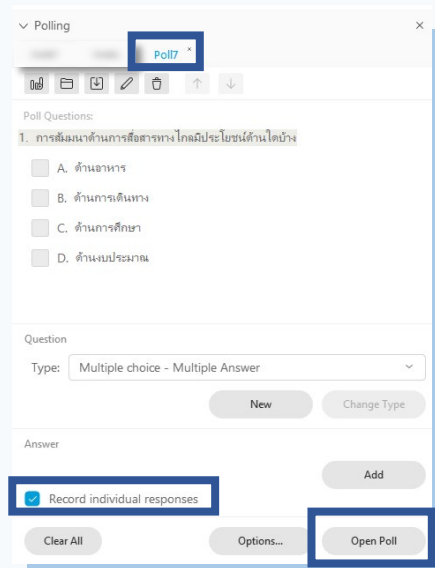 Polling
Poll7
Poll Questions:
1. การสัมมนาด้านการสื่อสารทางไกลมีประโยชน์ด้านใดบ้าง
A. ด้านอาหาร
B. ด้านการเดินทาง
C. ด้านการศึกษา
D. ด้านงบประมาณ
Question
Type: Multiple choice - Multiple Answer
New Change Type
Answer
Add
Record individual responses
Clear All Options... Open Poll